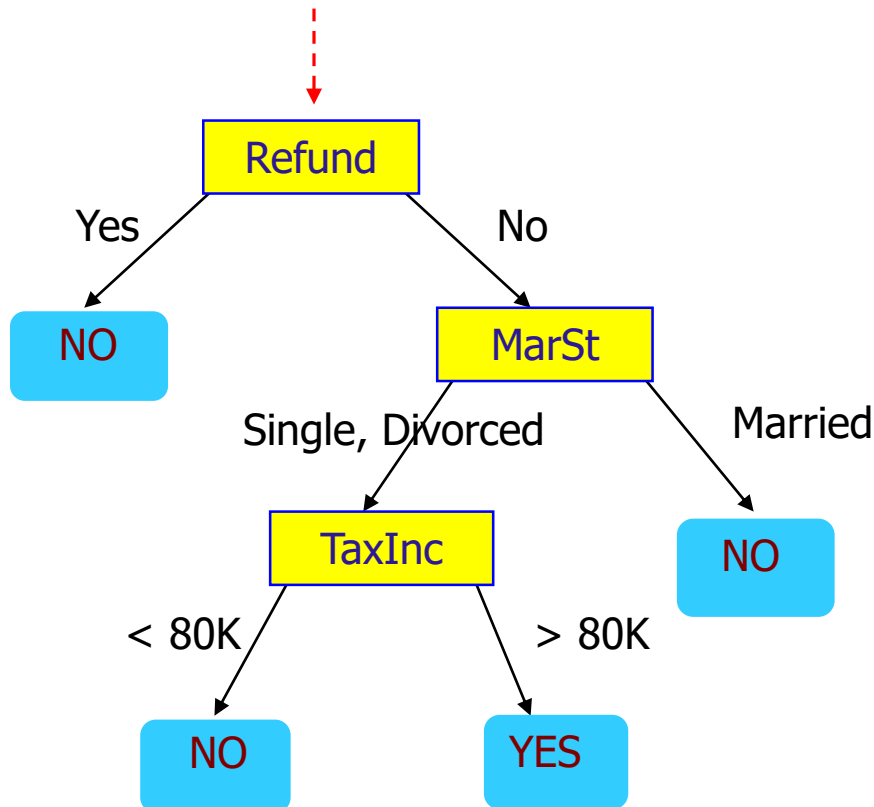 Refund
Yes
No
NO
MarSt
Single, Divorced
Married
TaxInc
NO
< 80K
> 80K
NO
YES